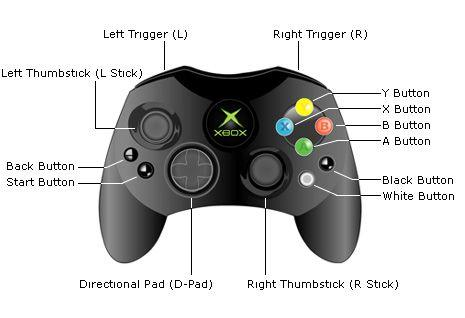 Left Trigger (L)
Right Trigger (R)
Left Thumbstick (L Stick)
Y Button
X Button
B Button
A Button
Y
X
B
A
XBOX
Back Button
Start Button
Black Button
White Button
Directional Pad (D-Pad)
Right Thumbstick (R Stick)